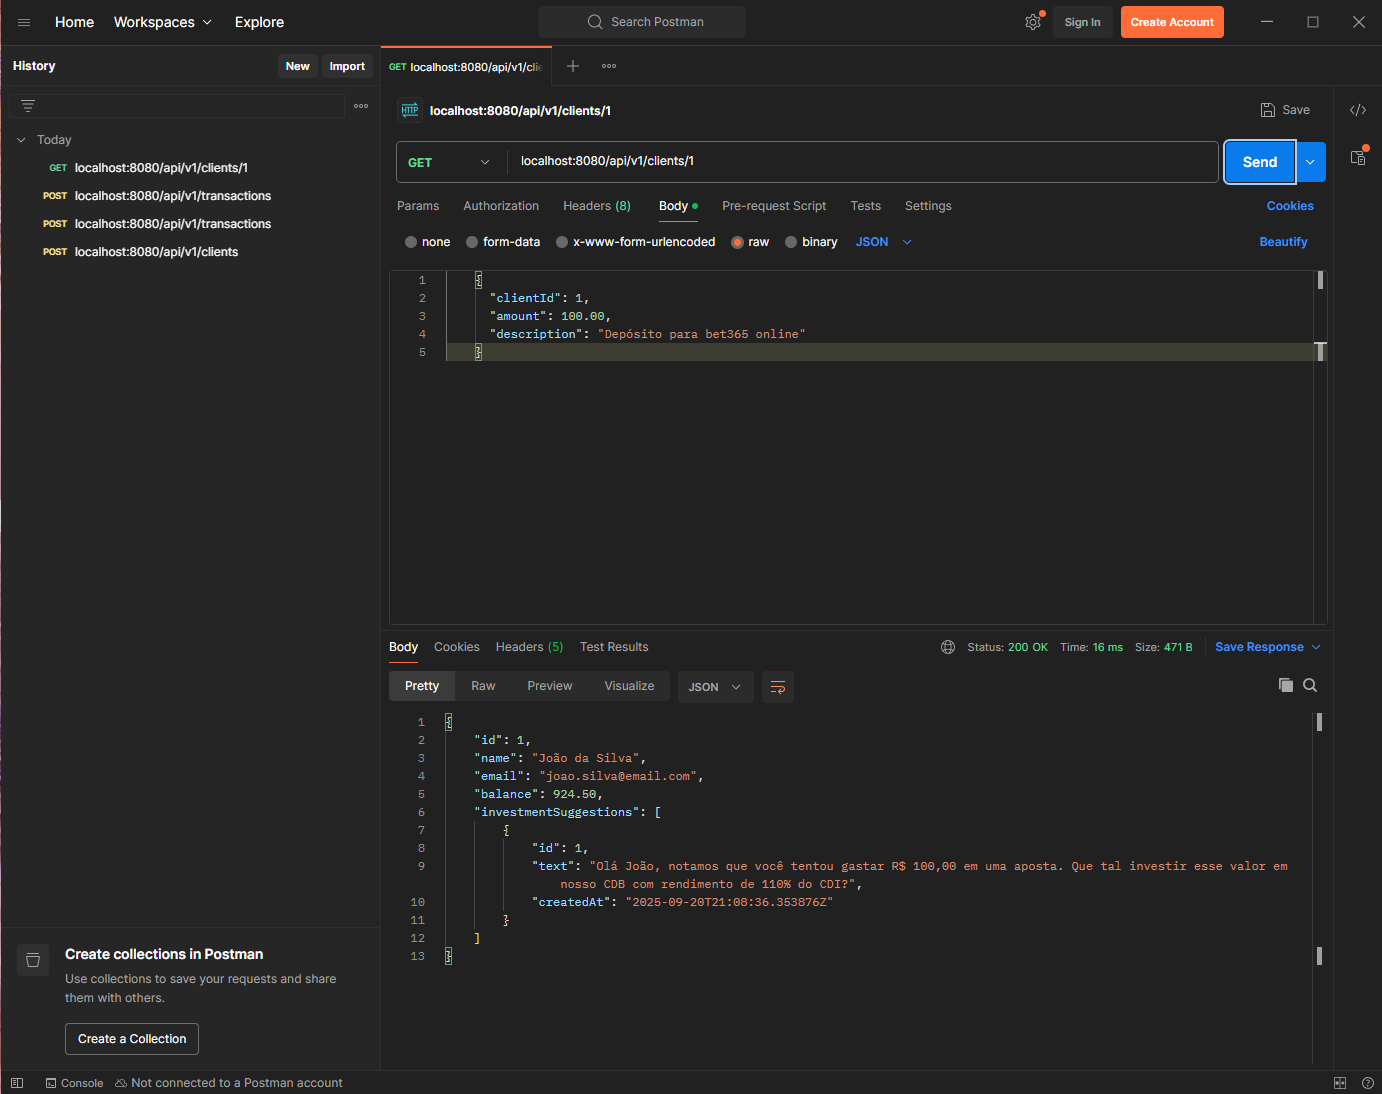 Home Workspaces Explore Search Postman Sign In Create Account
History New Import
GET localhost:8080/api/v1/clie
Today
GET localhost:8080/api/v1/clients/1
POST localhost:8080/api/v1/transactions
POST localhost:8080/api/v1/transactions
POST localhost:8080/api/v1/clients
HTTP localhost:8080/api/v1/clients/1 Save
GET localhost:8080/api/v1/clients/1 Send
Params Authorization Headers (8) Body Pre-request Script Tests Settings Cookies
none form-data x-www-form-urlencoded raw binary JSON Beautify
1 {
2 "clientId": 1,
3 "amount": 100.00,
4 "description": "Depósito para bet365 online"
5 }
Body Cookies Headers (5) Test Results Status: 200 OK Time: 16 ms Size: 471 B Save Response
Pretty Raw Preview Visualize JSON
1 {
2 "id": 1,
3 "name": "João da Silva",
4 "email": "joao.silva@email.com",
5 "balance": 924.50,
6 "investmentSuggestions": [
7 {
8 "id": 1,
9 "text": "Olá João, notamos que você tentou gastar R$ 100,00 em uma aposta. Que tal investir esse valor em
nosso CDB com rendimento de 110% do CDI?",
10 "createdAt": "2025-09-20T21:08:36.353876Z"
11 }
12 ]
13 }
Create collections in Postman
Use collections to save your requests and share
them with others.
Create a Collection
Console Not connected to a Postman account